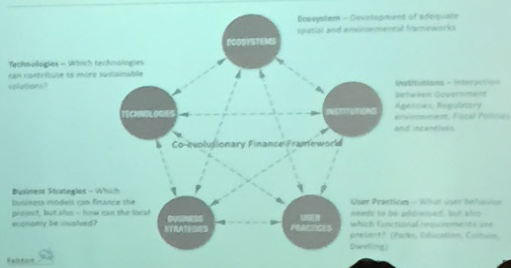 Ecosystem – Development of adequate
spatial and environmental frameworks
ECOSYSTEMS
Technologies – Which technologies
can contribute to more sustainable
solutions?
Institutions – Interaction
between Government
Agencies, Regulatory
environment, Fiscal Policies
and incentives
TECHNOLOGIES
INSTITUTIONS
Co-evolutionary Finance Framework
Business Strategies – Which
business models can finance the
project, but also – how can the local
economy be involved?
User Practices – What user behavior
needs to be addressed, but also
which functional requirements are
present? (Parks, Education, Culture,
Dwelling)
BUSINESS
STRATEGIES
USER
PRACTICES